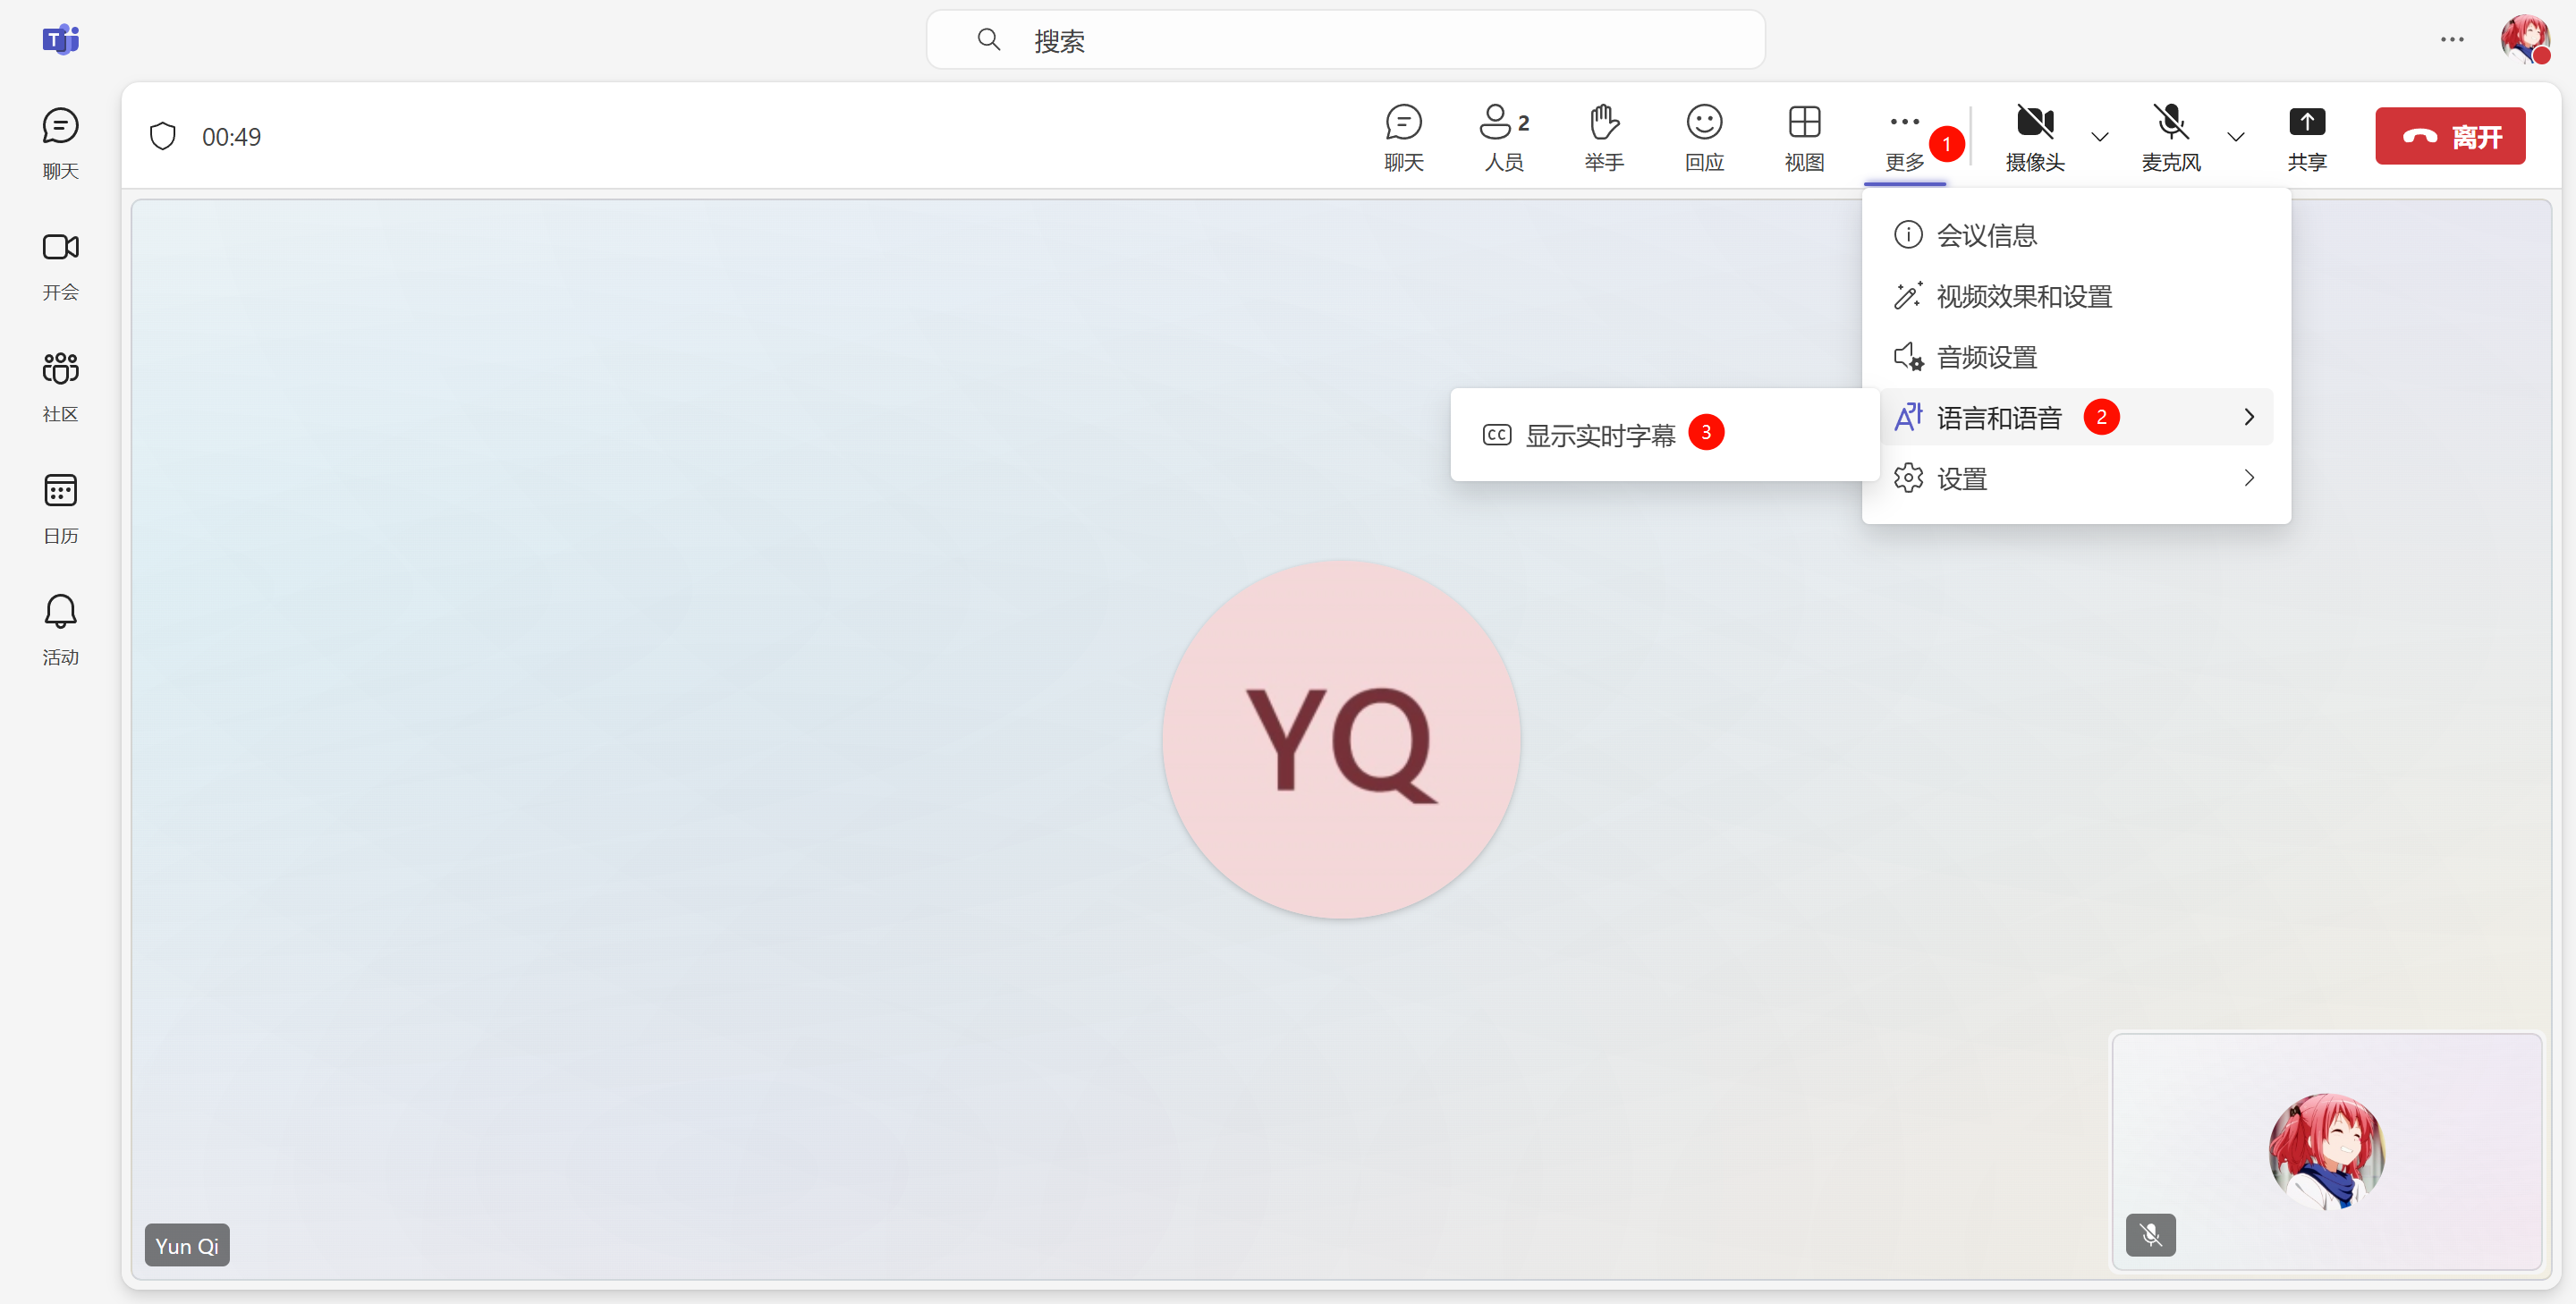 搜索
聊天
开会
社区
日历
活动
00:49
聊天
2
人员
举手
回应
视图
更多
1
摄像头
麦克风
共享
离开
会议信息
视频效果和设置
音频设置
语言和语音
2
设置
CC
显示实时字幕
3
YQ
Yun Qi